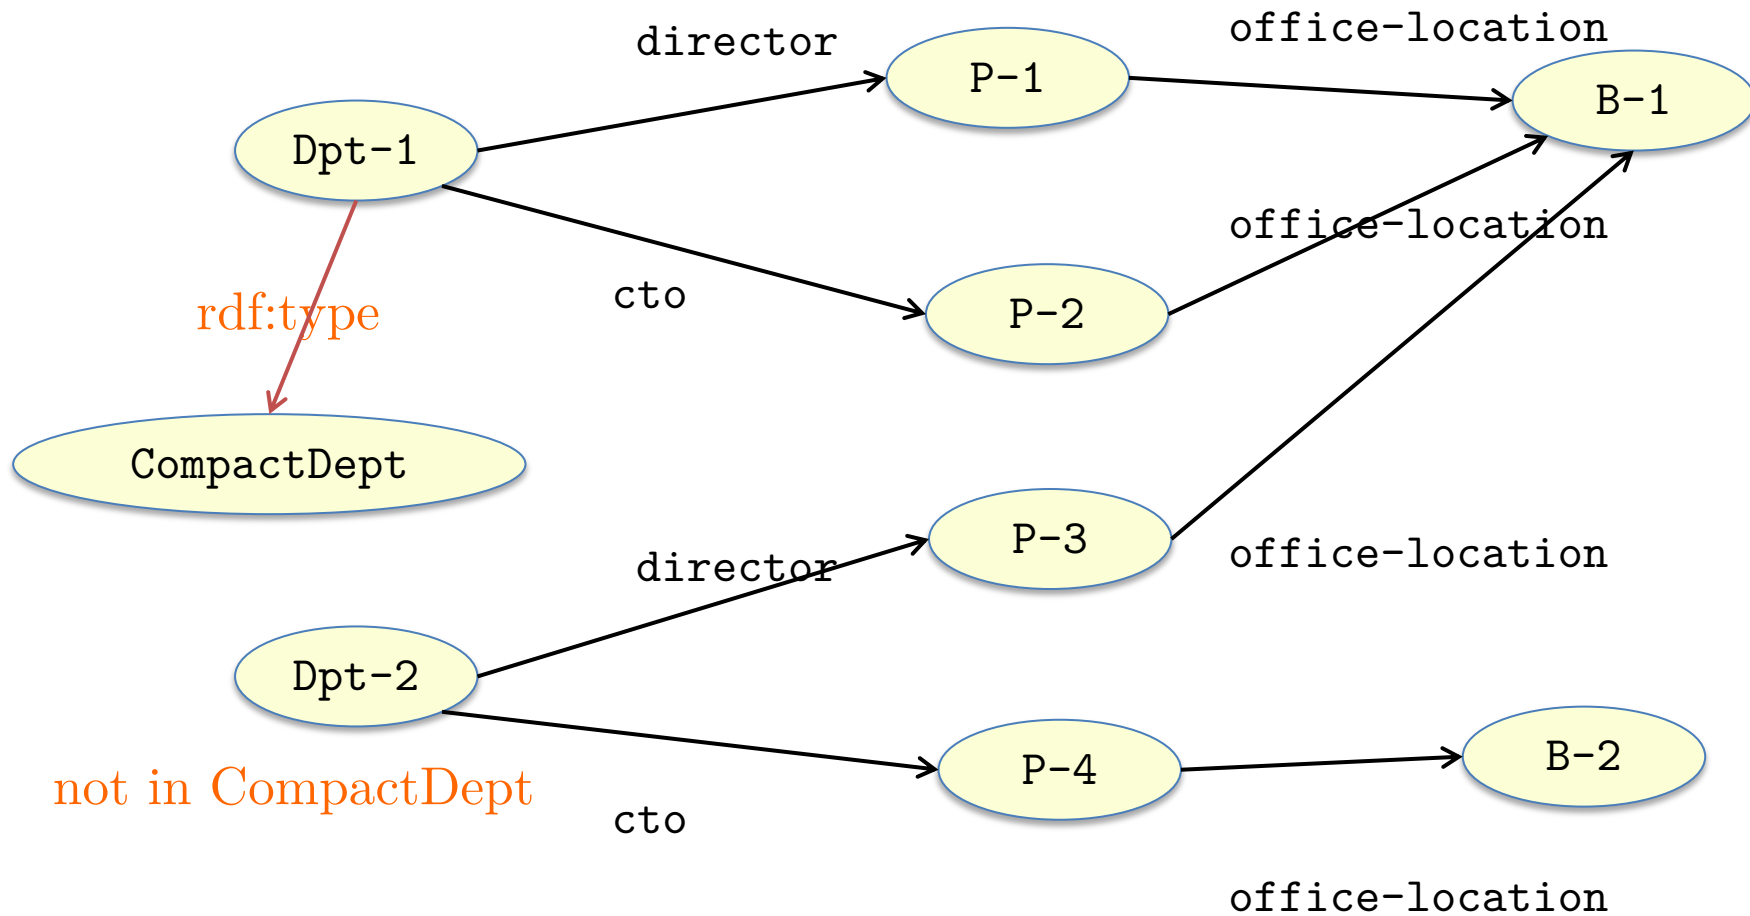 office-location
director
P-1
B-1
Dpt-1
office-location
cto
P-2
rdf:type
CompactDept
P-3
office-location
director
Dpt-2
P-4
B-2
not in CompactDept
cto
office-location